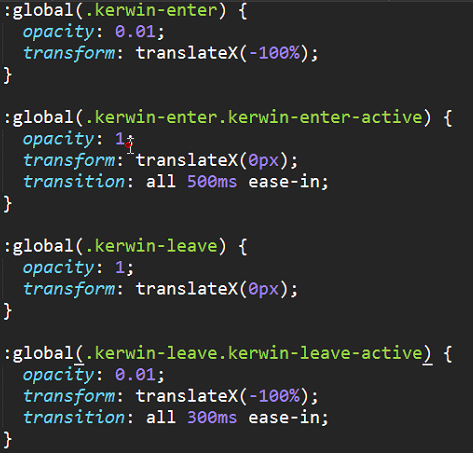 :global(.kerwin-enter) {
  opacity: 0.01;
  transform: translateX(-100%);
}

:global(.kerwin-enter.kerwin-enter-active) {
  opacity: 1;
  transform: translateX(0px);
  transition: all 500ms ease-in;
}

:global(.kerwin-leave) {
  opacity: 1;
  transform: translateX(0px);
}

:global(.kerwin-leave.kerwin-leave-active) {
  opacity: 0.01;
  transform: translateX(-100%);
  transition: all 300ms ease-in;
}